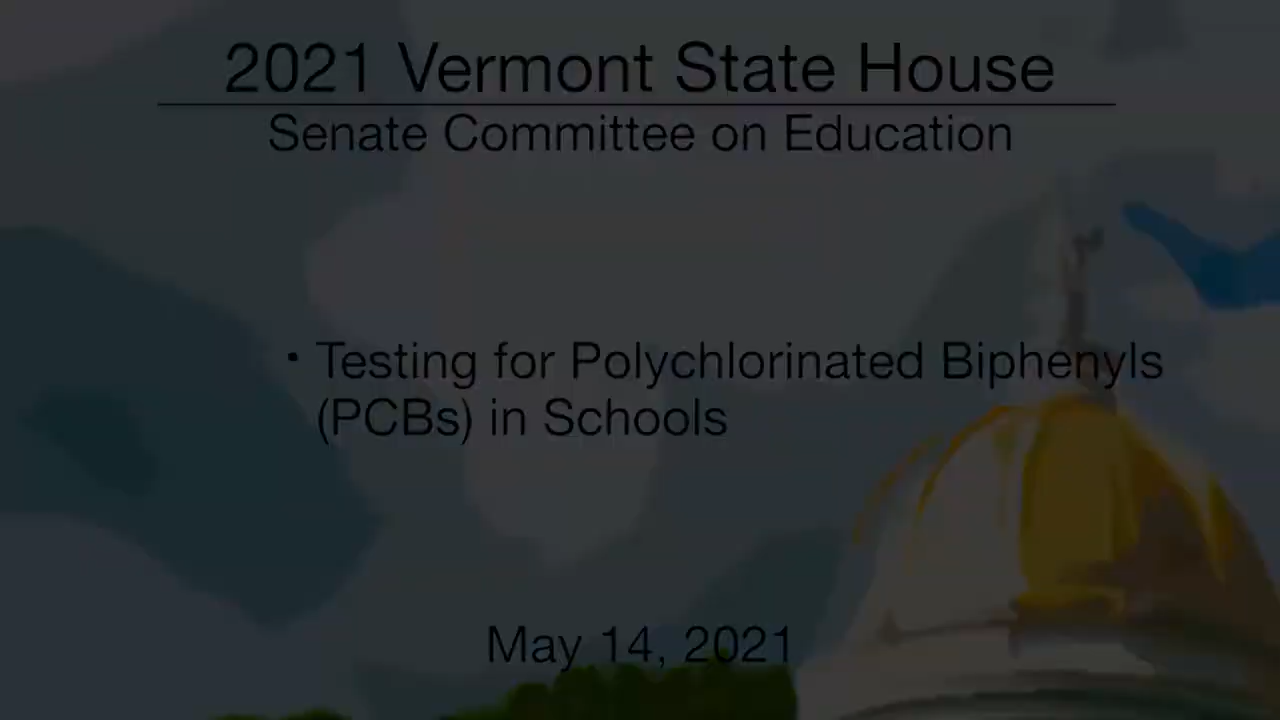 2021 Vermont State House
Senate Committee on Education
• Testing for Polychlorinated Biphenyls
(PCBs) in Schools
May 14, 2021